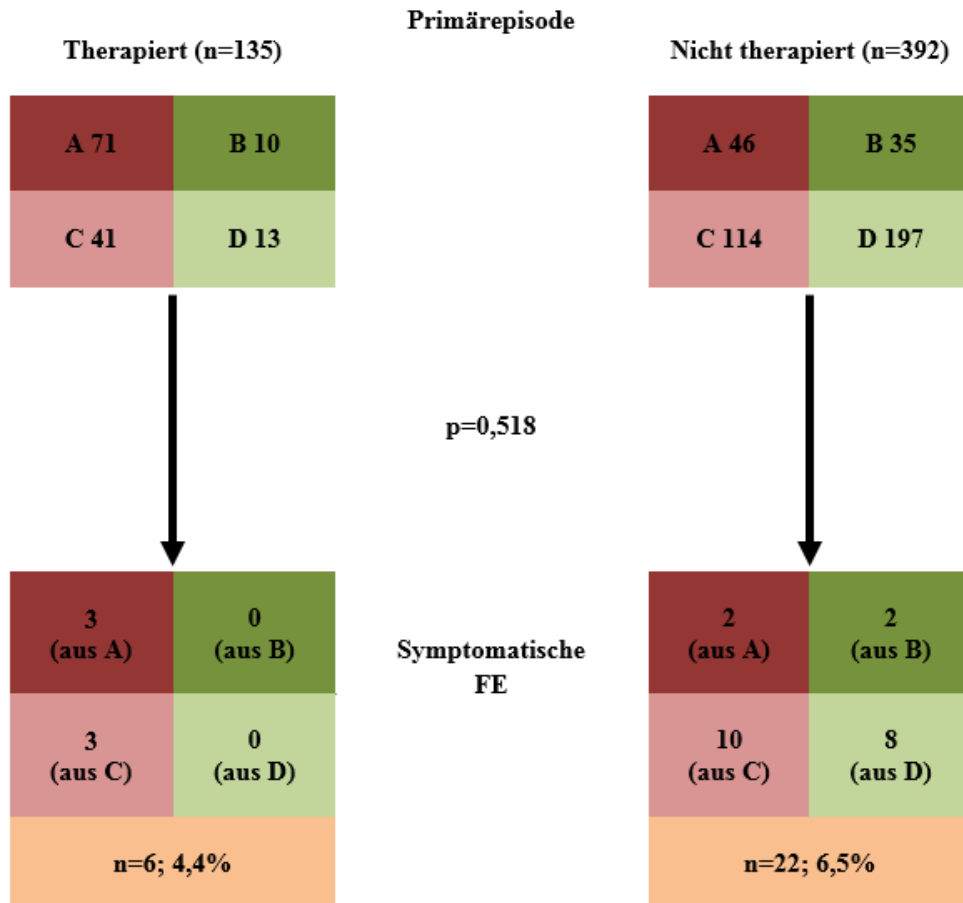 Primärepisode
Therapiert (n=135)
Nicht therapiert (n=392)
A 71
B 10
A 46
B 35
C 41
D 13
C 114
D 197
p=0,518
3
(aus A)
0
(aus B)
Symptomatische
FE
2
(aus A)
2
(aus B)
3
(aus C)
0
(aus D)
10
(aus C)
8
(aus D)
n=6; 4,4%
n=22; 6,5%